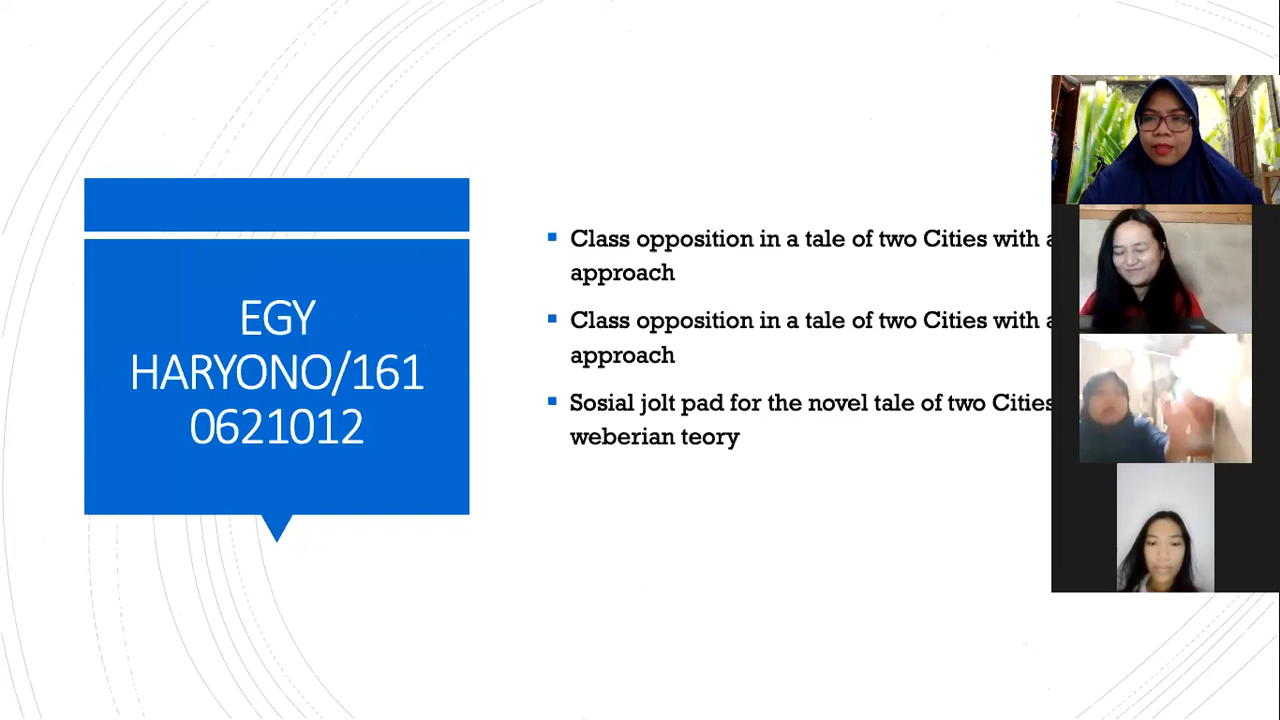 EGY
HARYONO/161
0621012
Class opposition in a tale of two Cities with
approach
Class opposition in a tale of two Cities with
approach
Sosial jolt pad for the novel tale of two Cities
weberian teory